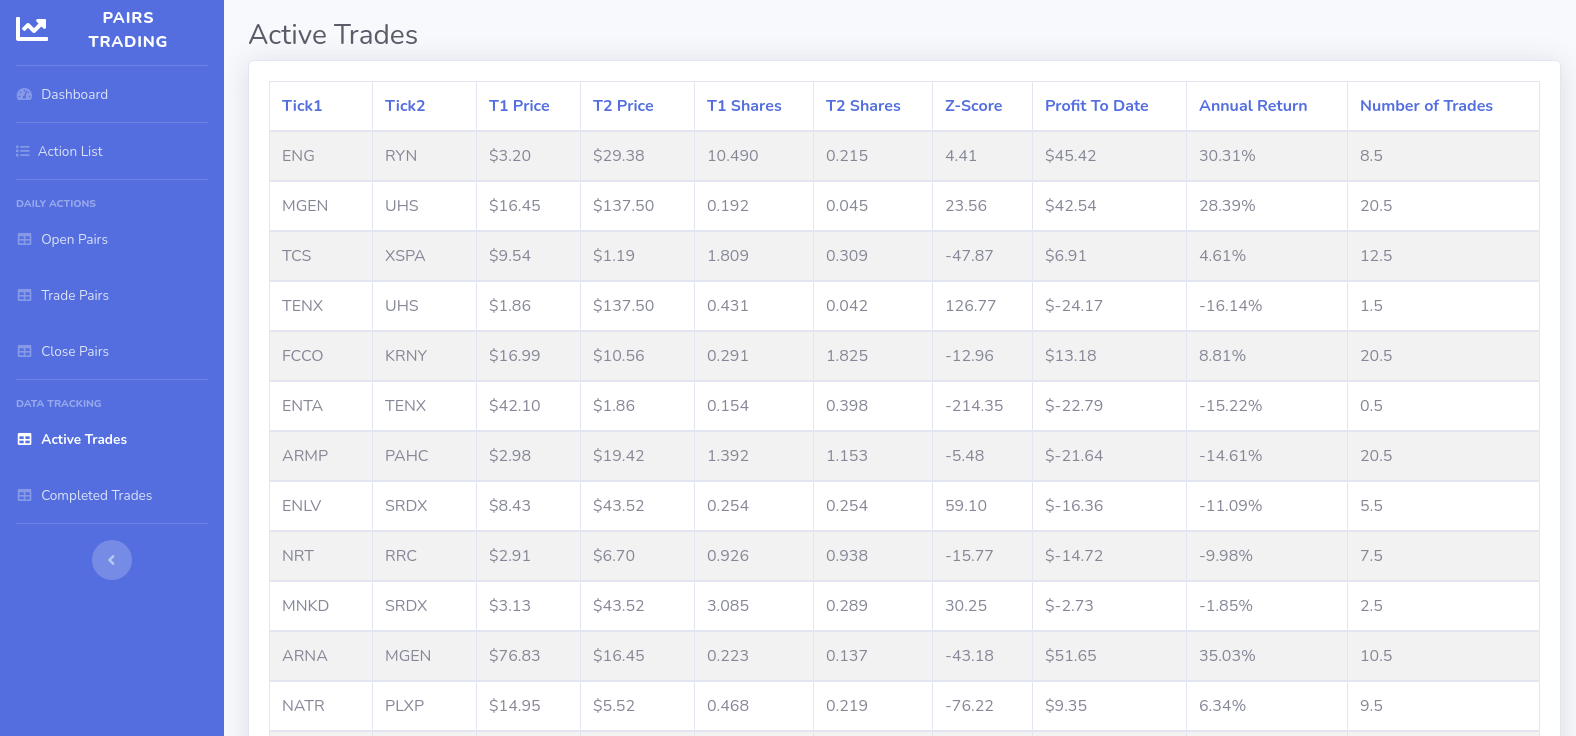 PAIRS
TRADING
Dashboard
Action List
DAILY ACTIONS
Open Pairs
Trade Pairs
Close Pairs
DATA TRACKING
Active Trades
Completed Trades
Active Trades
Tick1 Tick2 T1 Price T2 Price T1 Shares T2 Shares Z-Score Profit To Date Annual Return Number of Trades
ENG RYN $3.20 $29.38 10.490 0.215 4.41 $45.42 30.31% 8.5
MGEN UHS $16.45 $137.50 0.192 0.045 23.56 $42.54 28.39% 20.5
TCS XSPA $9.54 $1.19 1.809 0.309 -47.87 $6.91 4.61% 12.5
TENX UHS $1.86 $137.50 0.431 0.042 126.77 $-24.17 -16.14% 1.5
FCCO KRNY $16.99 $10.56 0.291 1.825 -12.96 $13.18 8.81% 20.5
ENTA TENX $42.10 $1.86 0.154 0.398 -214.35 $-22.79 -15.22% 0.5
ARMP PAHC $2.98 $19.42 1.392 1.153 -5.48 $-21.64 -14.61% 20.5
ENLV SRDX $8.43 $43.52 0.254 0.254 59.10 $-16.36 -11.09% 5.5
NRT RRC $2.91 $6.70 0.926 0.938 -15.77 $-14.72 -9.98% 7.5
MNKD SRDX $3.13 $43.52 3.085 0.289 30.25 $-2.73 -1.85% 2.5
ARNA MGEN $76.83 $16.45 0.223 0.137 -43.18 $51.65 35.03% 10.5
NATR PLXP $14.95 $5.52 0.468 0.219 -76.22 $9.35 6.34% 9.5